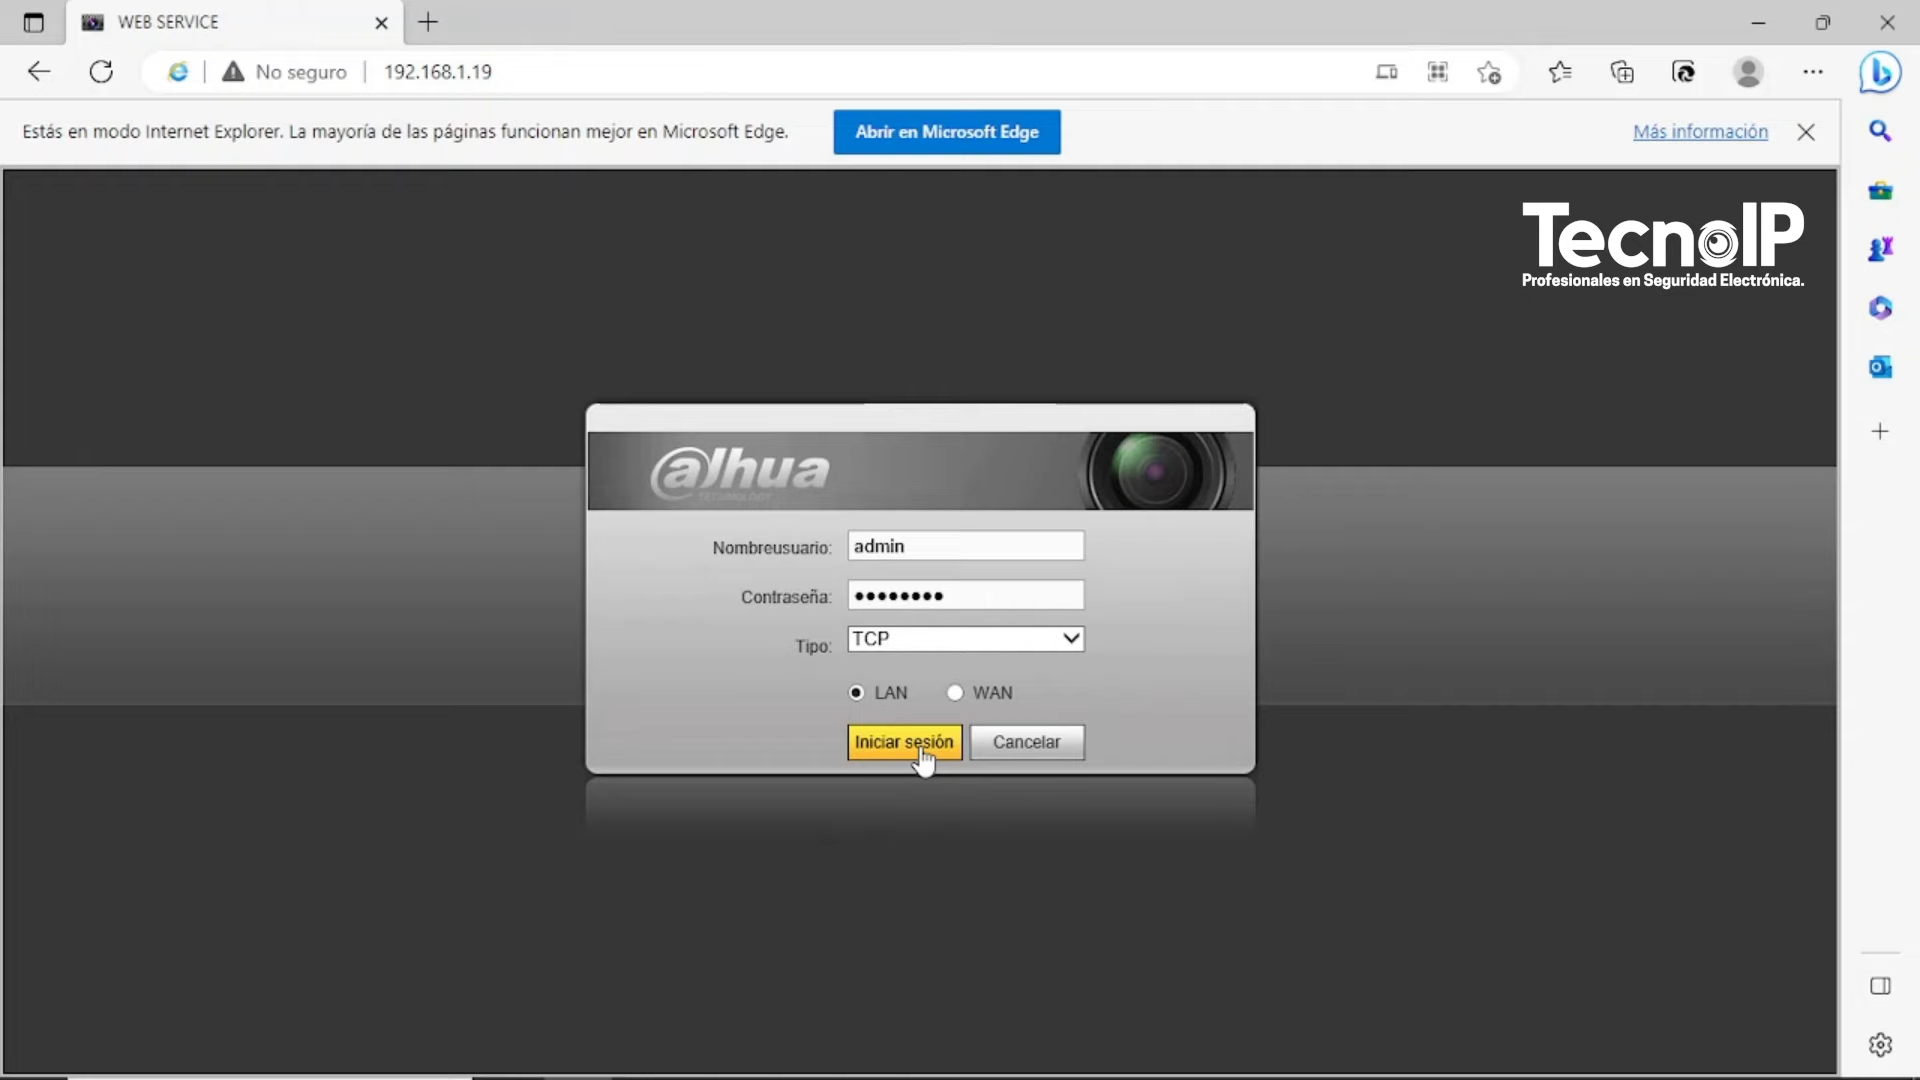 WEB SERVICE
No seguro
192.168.1.19
Estás en modo Internet Explorer. La mayoría de las páginas funcionan mejor en Microsoft Edge.
Abrir en Microsoft Edge
Más información
TecnoIP
Profesionales en Seguridad Electrónica.
alhua
TECHNOLOGY
Nombreusuario:
admin
Contraseña:
••••••••
Tipo:
TCP
LAN
WAN
Iniciar sesión
Cancelar